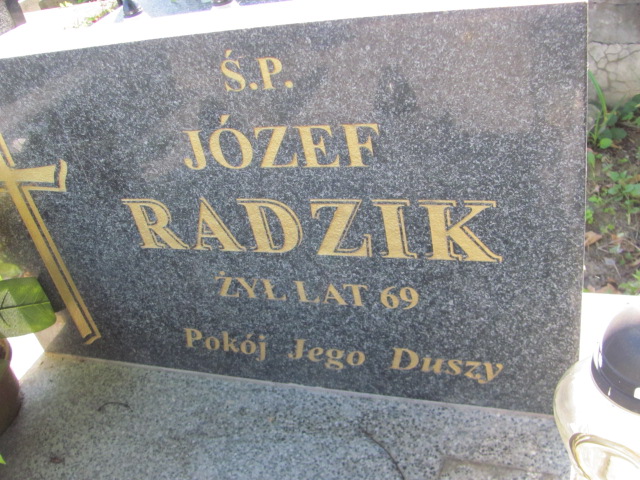 Ś.P.
JÓZEF
RADZIK
ŻYŁ LAT 69
Pokój Jego Duszy